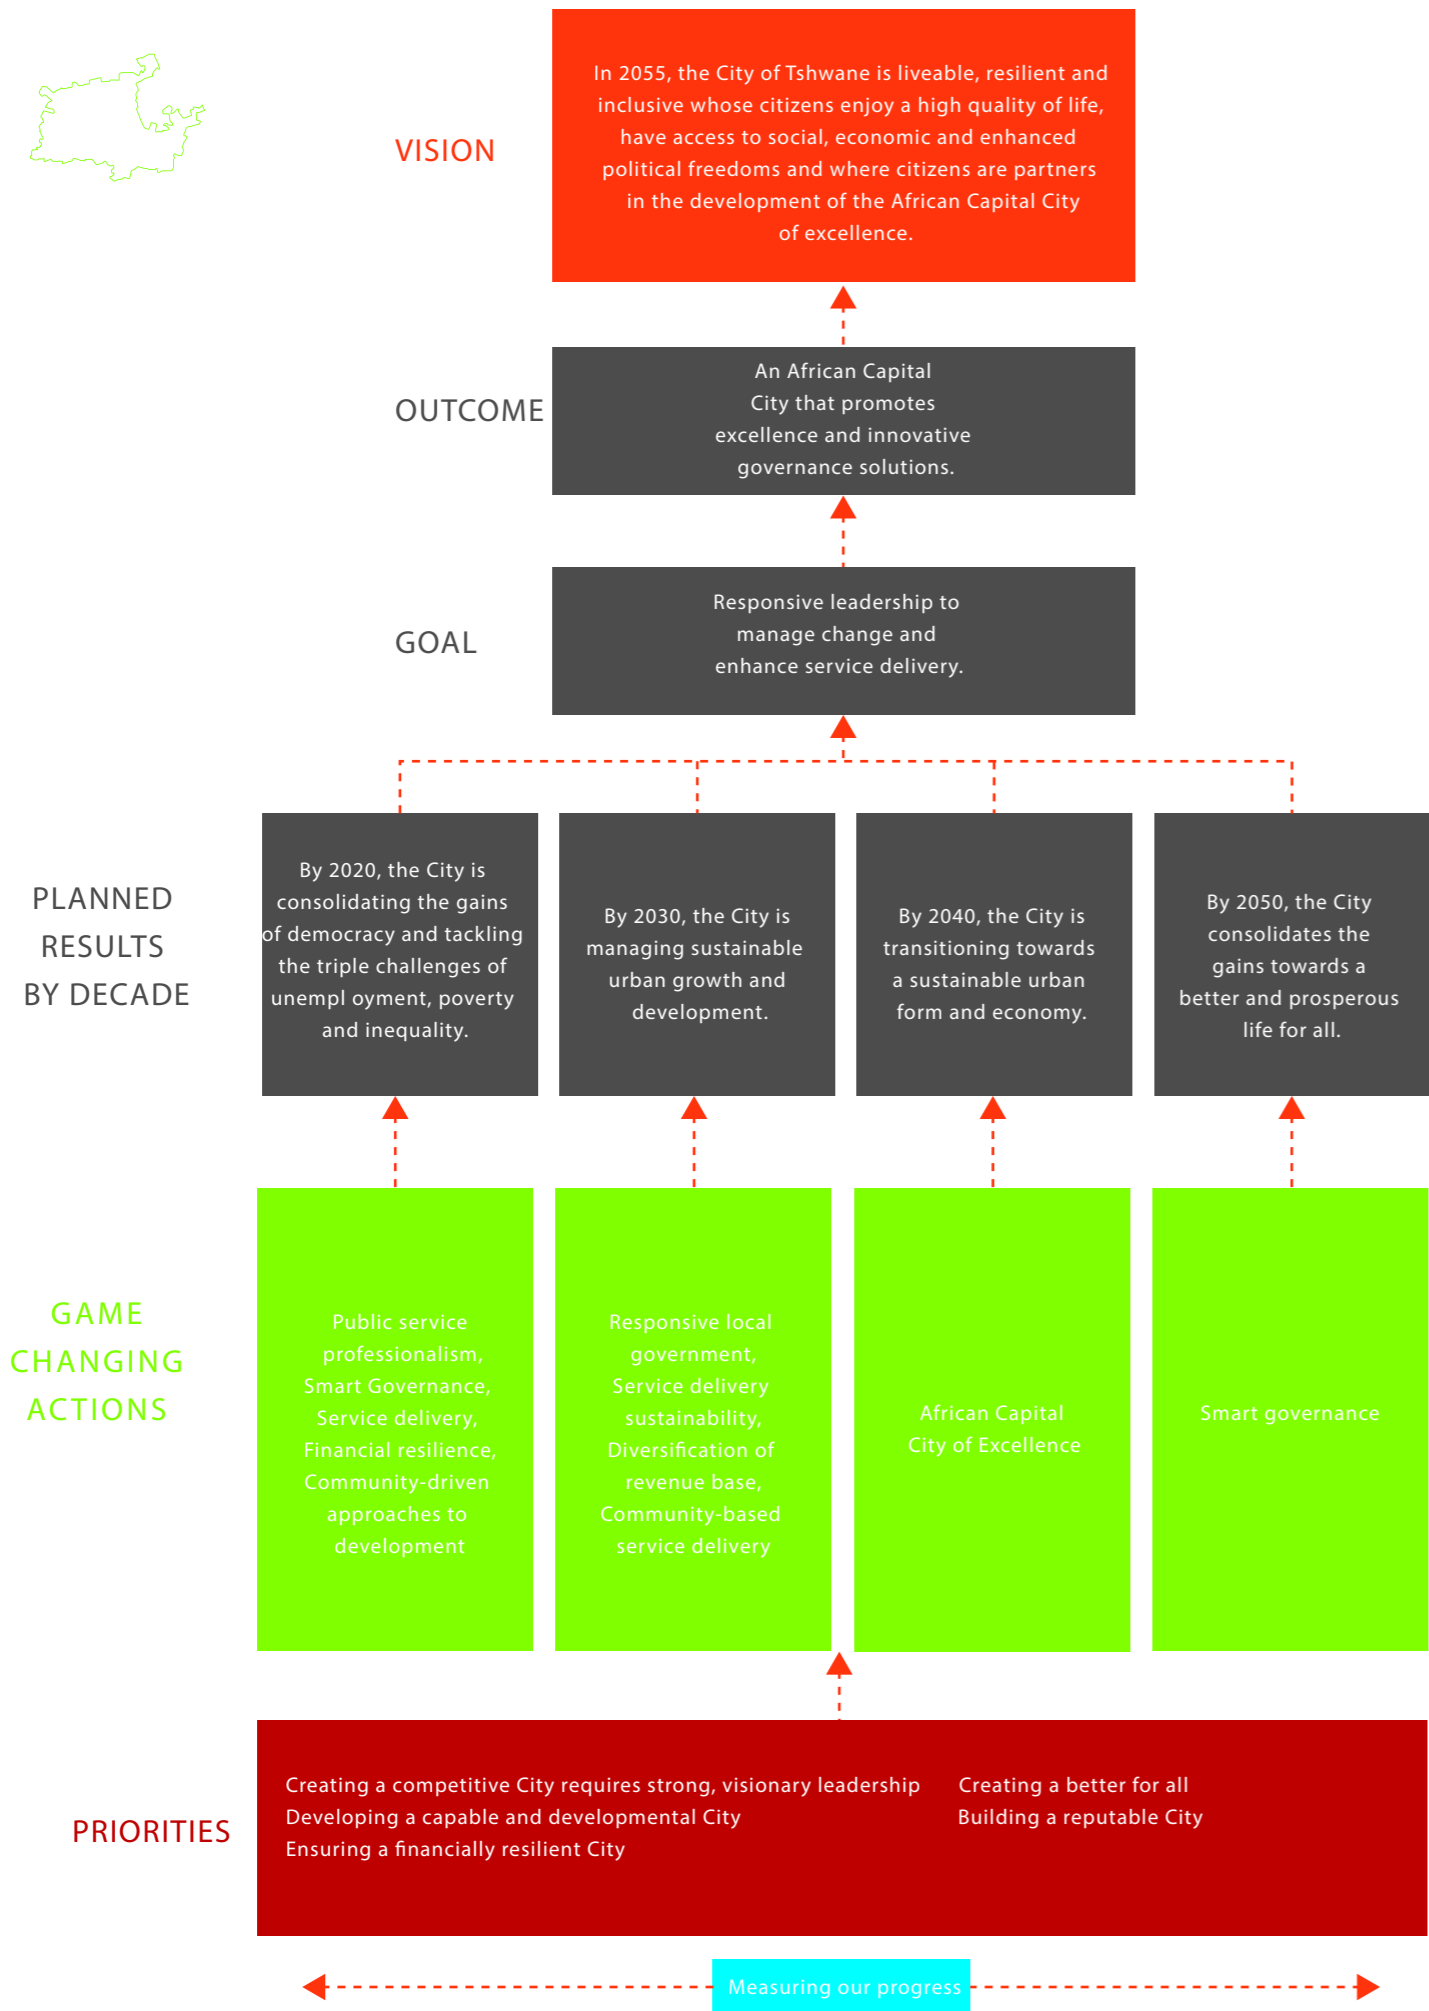 VISION
In 2055, the City of Tshwane is liveable, resilient and
inclusive whose citizens enjoy a high quality of life,
have access to social, economic and enhanced
political freedoms and where citizens are partners
in the development of the African Capital City
of excellence.
OUTCOME
An African Capital
City that promotes
excellence and innovative
governance solutions.
GOAL
Responsive leadership to
manage change and
enhance service delivery.
PLANNED
RESULTS
BY DECADE
By 2020, the City is
consolidating the gains
of democracy and tackling
the triple challenges of
unempl oyment, poverty
and inequality.
By 2030, the City is
managing sustainable
urban growth and
development.
By 2040, the City is
transitioning towards
a sustainable urban
form and economy.
By 2050, the City
consolidates the
gains towards a
better and prosperous
life for all.
GAME
CHANGING
ACTIONS
Public service
professionalism,
Smart Governance,
Service delivery,
Financial resilience,
Community-driven
approaches to
development
Responsive local
government,
Service delivery
sustainability,
Diversification of
revenue base,
Community-based
service delivery
African Capital
City of Excellence
Smart governance
PRIORITIES
Creating a competitive City requires strong, visionary leadership
Developing a capable and developmental City
Ensuring a financially resilient City
Creating a better for all
Building a reputable City
Measuring our progress